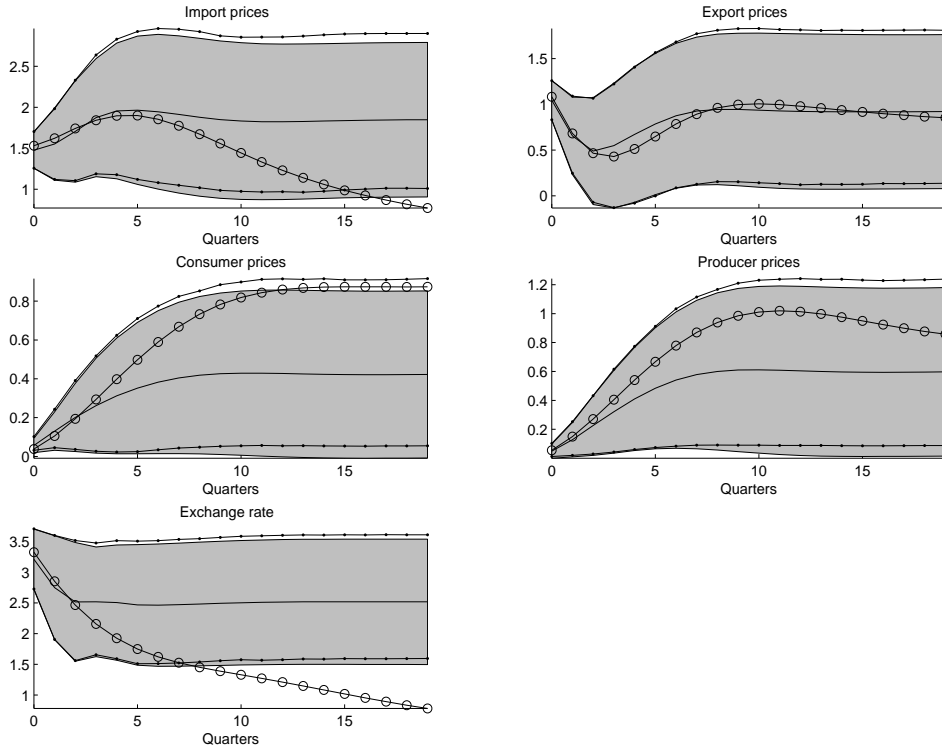 Import prices
2.5
2
1.5
1
0 5 10 15
Quarters
Export prices
1.5
1
0.5
0
0 5 10 15
Quarters
Consumer prices
0.8
0.6
0.4
0.2
0
0 5 10 15
Quarters
Producer prices
1.2
1
0.8
0.6
0.4
0.2
0 5 10 15
Quarters
Exchange rate
3.5
3
2.5
2
1.5
1
0 5 10 15
Quarters